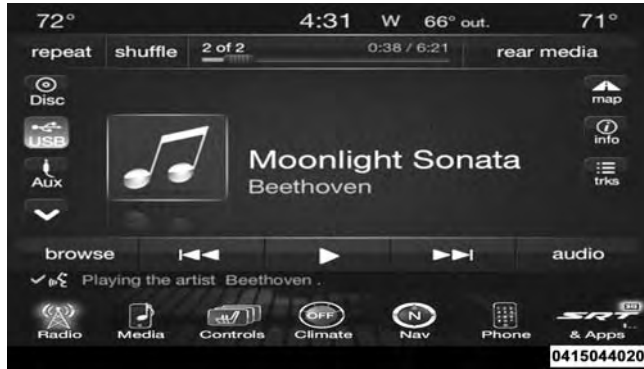 72° 4:31 W 66° out. 71°
repeat shuffle 2 of 2 0:38 / 6:21 rear media
Disc map
USB Moonlight Sonata info
Aux Beethoven trks
browse audio
Playing the artist Beethoven .
OFF N
Radio Media Controls Climate Nav Phone SRT & Apps
0415044020